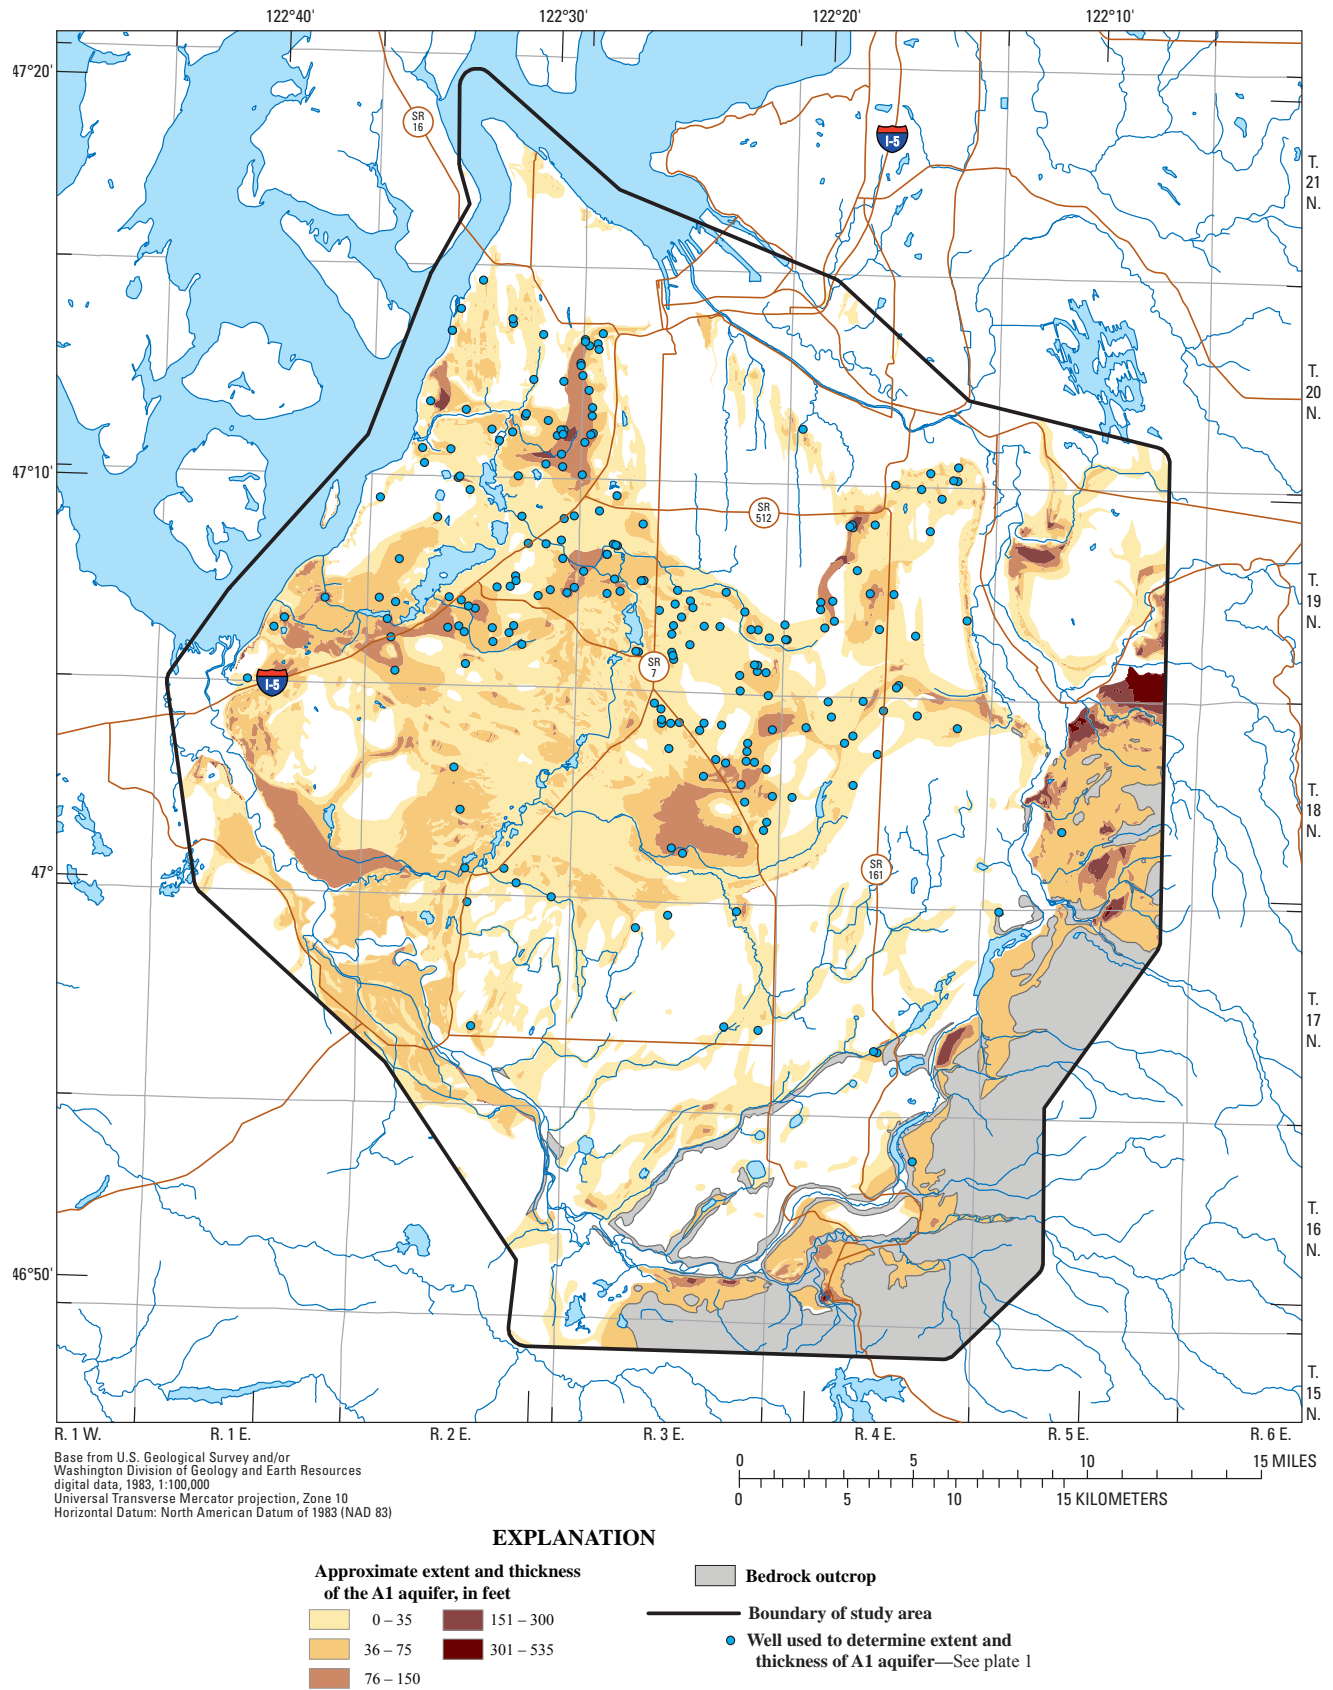 122°40'
122°30'
122°20'
122°10'
47°20'
47°10'
47°
46°50'
SR
16
I-5
T.
21
N.
T.
20
N.
SR
512
T.
19
N.
SR
7
I-5
T.
18
N.
SR
161
T.
17
N.
T.
16
N.
T.
15
N.
R. 1 W.
R. 1 E.
R. 2 E.
R. 3 E.
R. 4 E.
R. 5 E.
R. 6 E.
Base from U.S. Geological Survey and/or
Washington Division of Geology and Earth Resources
digital data, 1983, 1:100,000
Universal Transverse Mercator projection, Zone 10
Horizontal Datum: North American Datum of 1983 (NAD 83)
0 5 10 15 MILES
0 5 10 15 KILOMETERS
EXPLANATION
Approximate extent and thickness
of the A1 aquifer, in feet
0 – 35
36 – 75
76 – 150
151 – 300
301 – 535
Bedrock outcrop
Boundary of study area
Well used to determine extent and
thickness of A1 aquifer—See plate 1